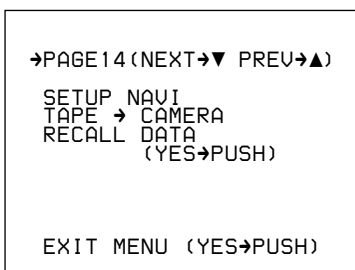 ➔PAGE14(NEXT➔▼ PREV➔▲)
SETUP NAVI
TAPE ➔ CAMERA
RECALL DATA
(YES➔PUSH)
EXIT MENU (YES➔PUSH)